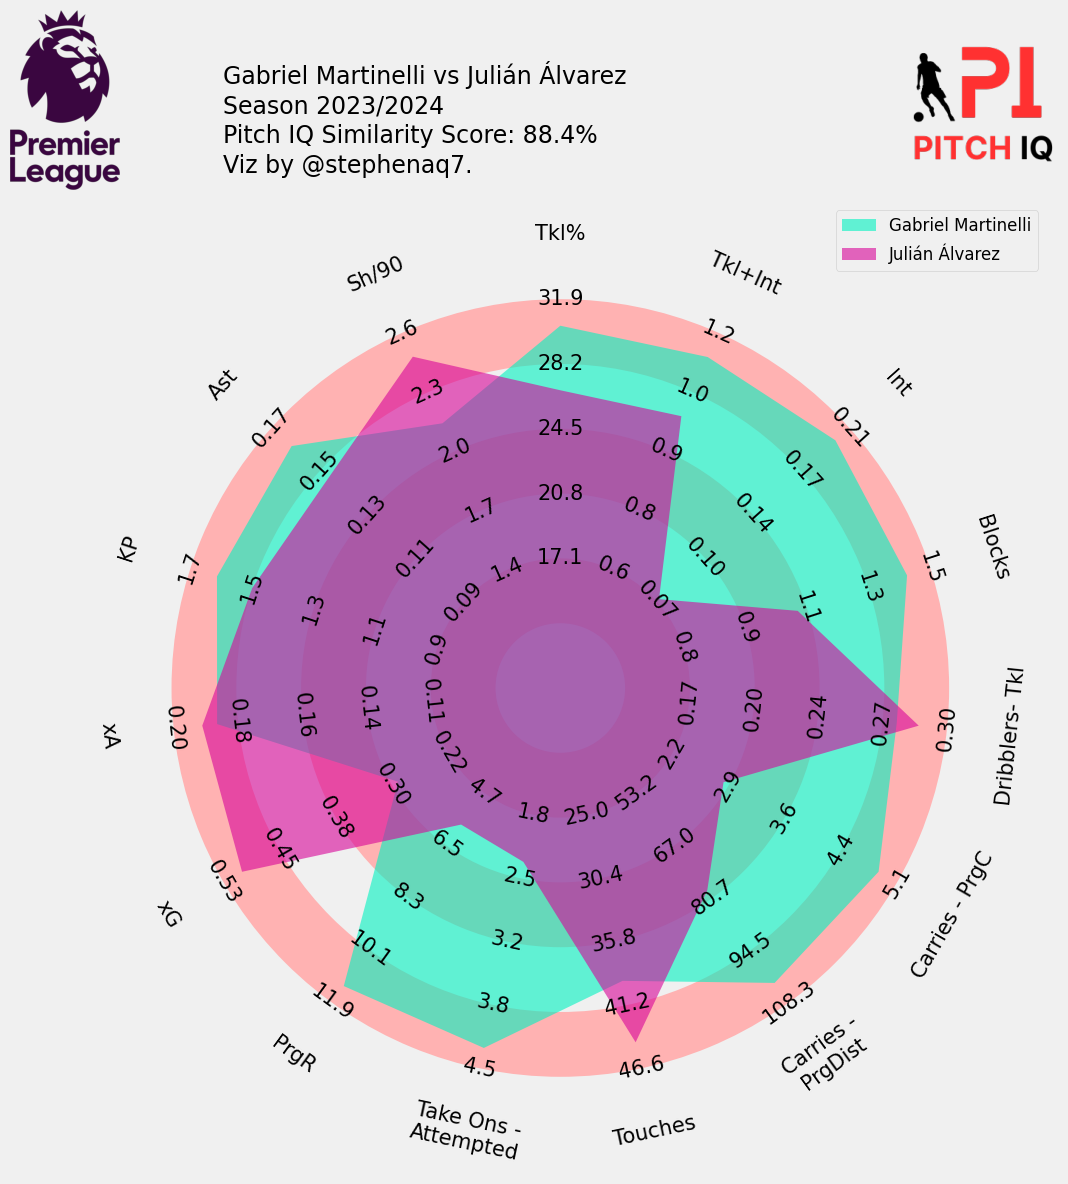 Premier
League
Gabriel Martinelli vs Julián Álvarez
Season 2023/2024
Pitch IQ Similarity Score: 88.4%
Viz by @stephenaq7.
PI
PITCH IQ
Gabriel Martinelli
Julián Álvarez
Tkl%
31.9
28.2
24.5
20.8
17.1
Tkl+Int
1.2
1.0
0.9
0.8
0.6
Int
0.21
0.17
0.14
0.10
0.07
Blocks
1.5
1.3
1.1
0.9
0.8
Dribblers- Tkl
0.30
0.27
0.24
0.20
0.17
Carries - PrgC
5.1
4.4
3.6
2.9
2.2
Carries -
PrgDist
108.3
94.5
80.7
67.0
53.2
Touches
46.6
41.2
35.8
30.4
25.0
Take Ons -
Attempted
4.5
3.8
3.2
2.5
1.8
PrgR
11.9
10.1
8.3
6.5
4.7
xG
0.53
0.45
0.38
0.30
0.22
xA
0.20
0.18
0.16
0.14
0.11
KP
1.7
1.5
1.3
1.1
0.9
Ast
0.17
0.15
0.13
0.11
0.09
Sh/90
2.6
2.3
2.0
1.7
1.4